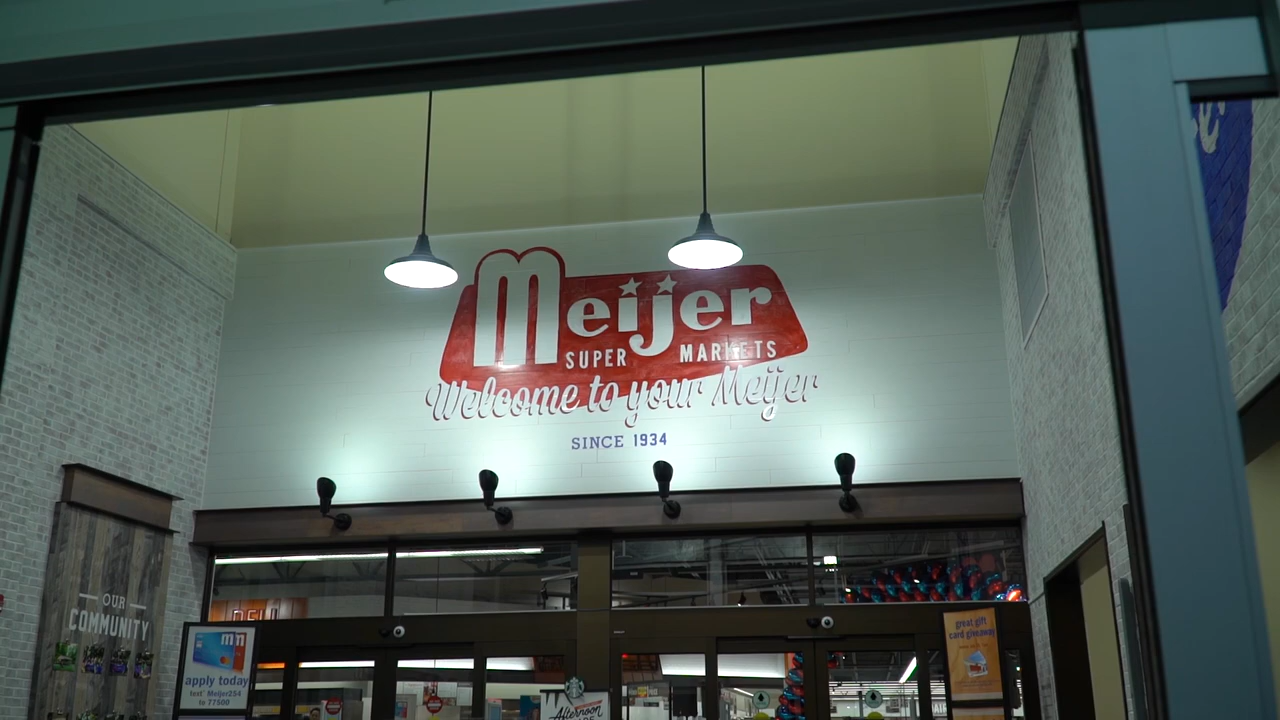 Meijer
SUPER MARKETS
Welcome to your Meijer
SINCE 1934
OUR
COMMUNITY
DELI
apply today
text Meijer254
to 77500
Afternoon
great gift
card giveaway